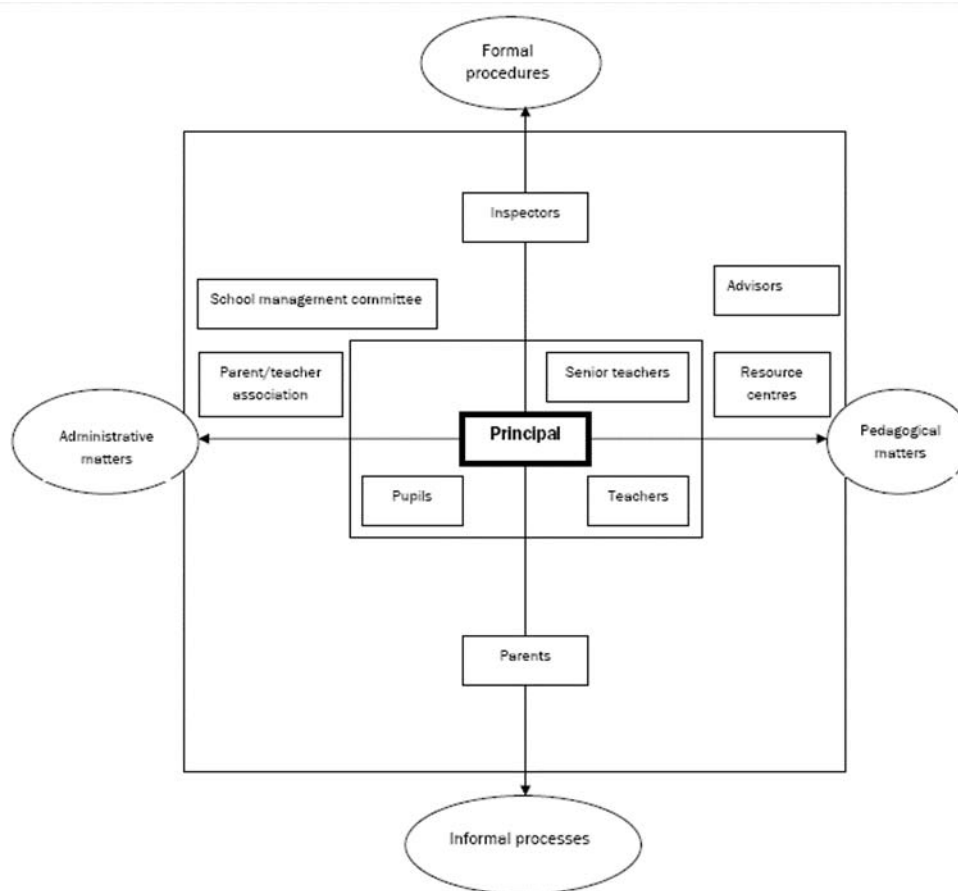 Formal
procedures
Inspectors
School management committee
Advisors
Parent/teacher
association
Senior teachers
Resource
centres
Administrative
matters
Principal
Pedagogical
matters
Pupils
Teachers
Parents
Informal processes